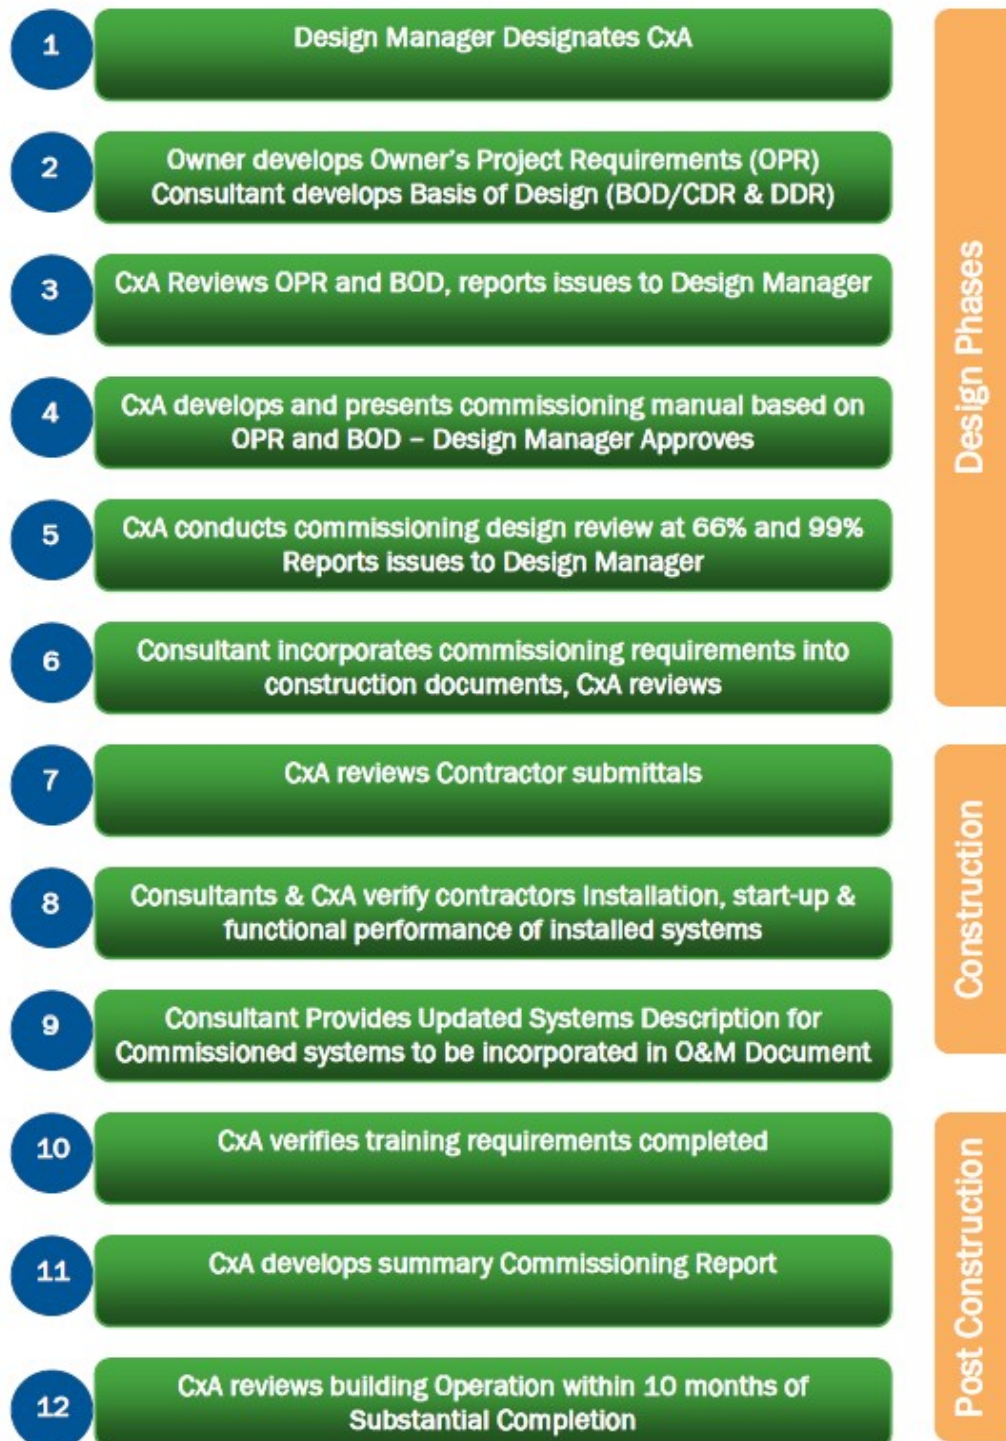 1
Design Manager Designates CxA
2
Owner develops Owner's Project Requirements (OPR)
Consultant develops Basis of Design (BOD/CDR & DDR)
3
CxA Reviews OPR and BOD, reports issues to Design Manager
4
CxA develops and presents commissioning manual based on
OPR and BOD – Design Manager Approves
5
CxA conducts commissioning design review at 66% and 99%
Reports issues to Design Manager
6
Consultant incorporates commissioning requirements into
construction documents, CxA reviews
Design Phases
7
CxA reviews Contractor submittals
8
Consultants & CxA verify contractors Installation, start-up &
functional performance of installed systems
9
Consultant Provides Updated Systems Description for
Commissioned systems to be incorporated in O&M Document
Construction
10
CxA verifies training requirements completed
11
CxA develops summary Commissioning Report
12
CxA reviews building Operation within 10 months of
Substantial Completion
Post Construction